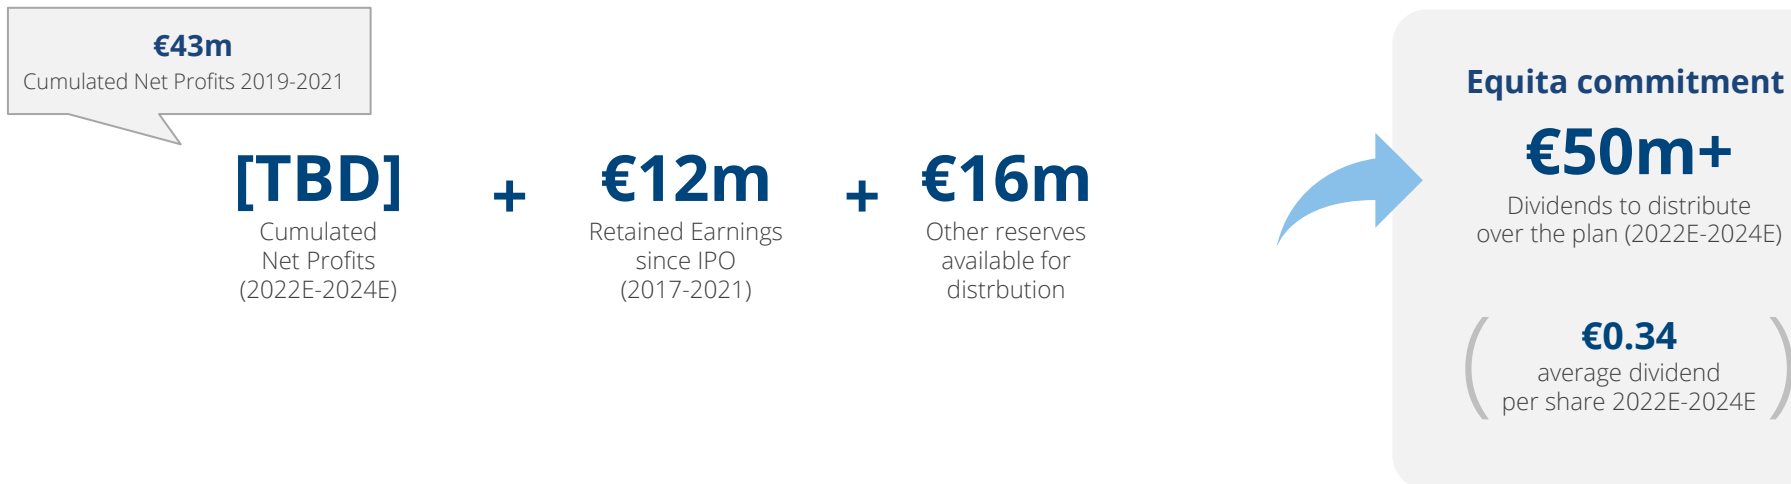 €43m
Cumulated Net Profits 2019-2021
[TBD]
Cumulated
Net Profits
(2022E-2024E)
+
€12m
Retained Earnings
since IPO
(2017-2021)
+
€16m
Other reserves
available for
distrbution
Equita commitment
€50m+
Dividends to distribute
over the plan (2022E-2024E)
(
€0.34
average dividend
per share 2022E-2024E
)